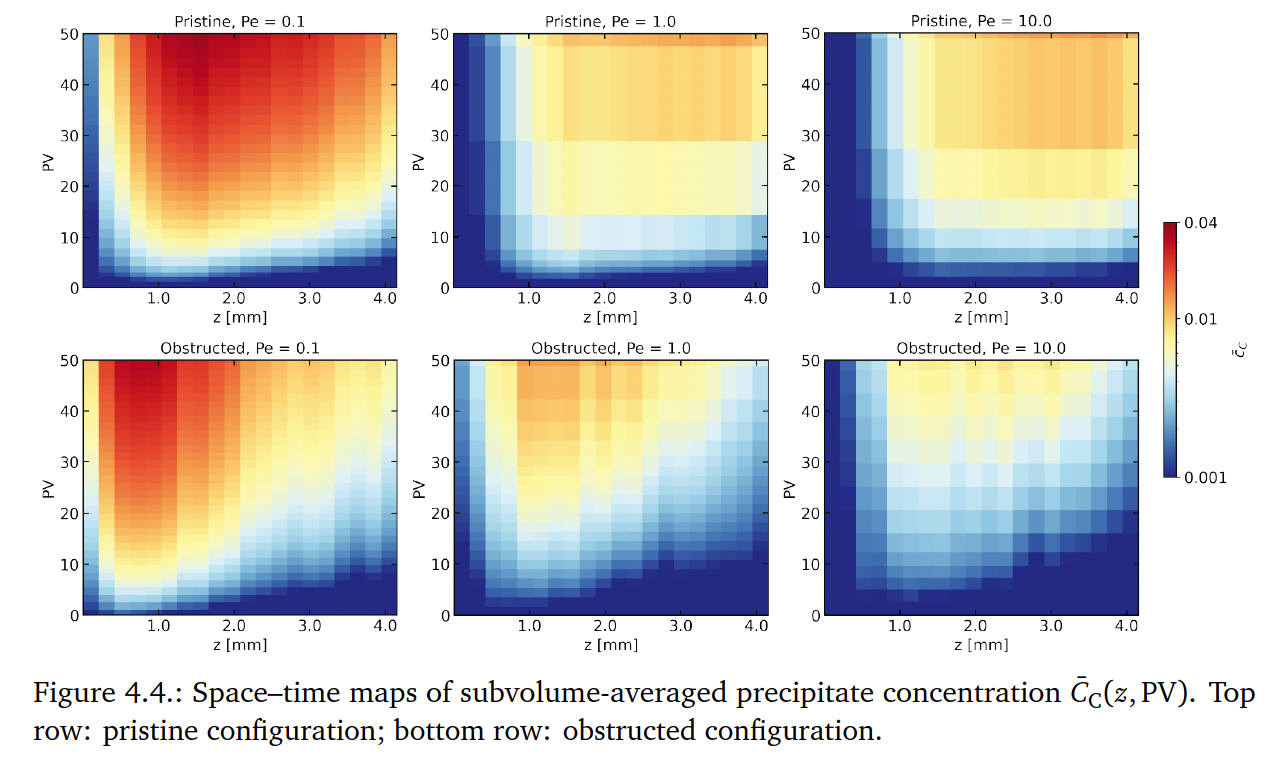 Pristine, Pe = 0.1
Pristine, Pe = 1.0
Pristine, Pe = 10.0
50
40
30
20
10
0
PV
1.0 2.0 3.0 4.0
z [mm]
50
40
30
20
10
0
PV
1.0 2.0 3.0 4.0
z [mm]
50
40
30
20
10
0
PV
1.0 2.0 3.0 4.0
z [mm]
0.04
0.01
0.001
c̄_C
Obstructed, Pe = 0.1
Obstructed, Pe = 1.0
Obstructed, Pe = 10.0
50
40
30
20
10
0
PV
1.0 2.0 3.0 4.0
z [mm]
50
40
30
20
10
0
PV
1.0 2.0 3.0 4.0
z [mm]
50
40
30
20
10
0
PV
1.0 2.0 3.0 4.0
z [mm]
Figure 4.4.: Space–time maps of subvolume-averaged precipitate concentration C̄_C(z, PV). Top
row: pristine configuration; bottom row: obstructed configuration.